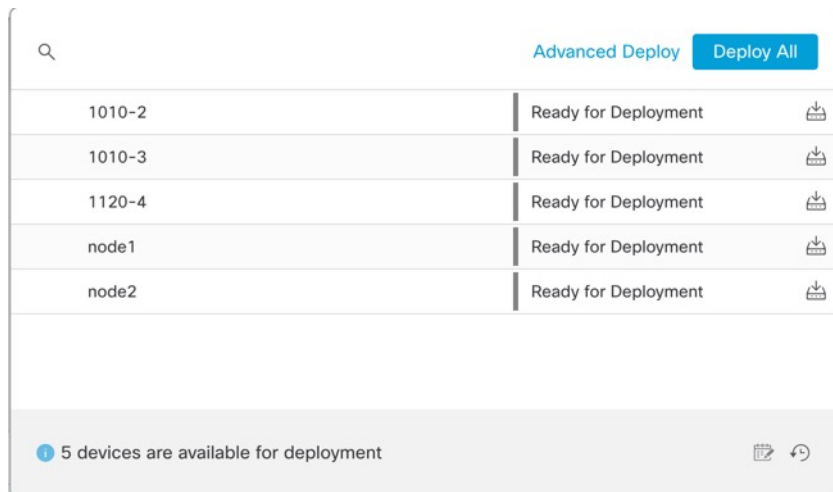 Advanced Deploy Deploy All
1010-2 Ready for Deployment
1010-3 Ready for Deployment
1120-4 Ready for Deployment
node1 Ready for Deployment
node2 Ready for Deployment
5 devices are available for deployment